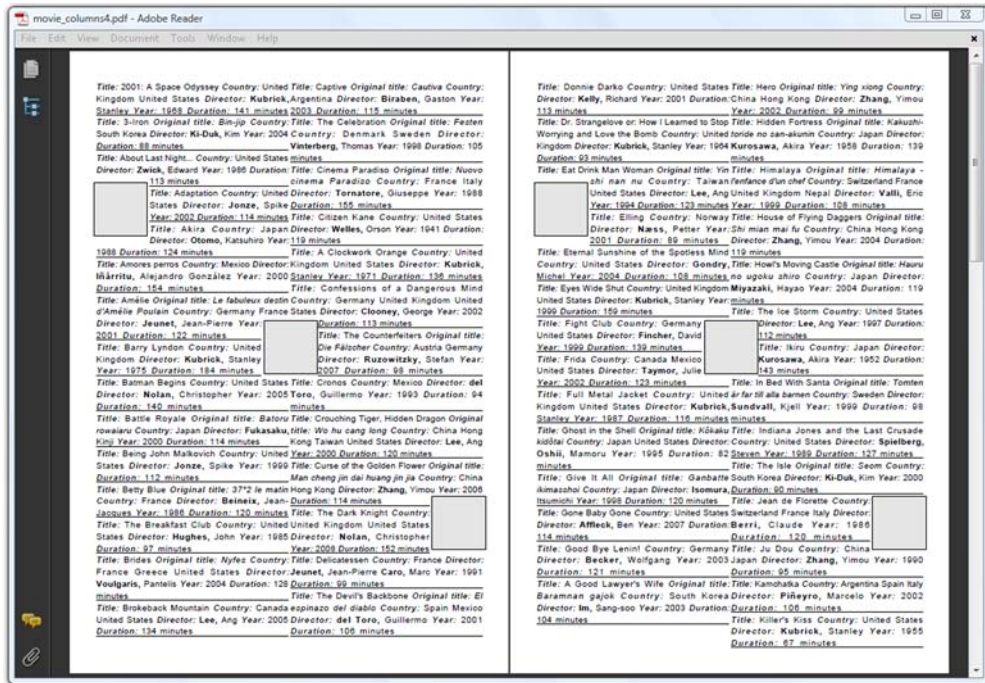 movie_columns4.pdf - Adobe Reader
File Edit View Document Tools Window Help
Title: 2001: A Space Odyssey Country: United
Kingdom United States Director: Kubrick,
Stanley Year: 1968 Duration: 141 minutes
Title: 3-Iron Original title: Bin-jip Country:
South Korea Director: Ki-Duk, Kim Year: 2004
Duration: 88 minutes
Title: About Last Night... Country: United States
Director: Zwick, Edward Year: 1986 Duration:
113 minutes
Title: Adaptation Country: United
States Director: Jonze, Spike
Year: 2002 Duration: 114 minutes
Title: Akira Country: Japan
Director: Otomo, Katsuhiro Year:
1988 Duration: 124 minutes
Title: Amores perros Country: Mexico Director:
Iñárritu, Alejandro González Year: 2000
Duration: 154 minutes
Title: Amélie Original title: Le fabuleux destin
d'Amélie Poulain Country: Germany France
Director: Jeunet, Jean-Pierre Year:
2001 Duration: 122 minutes
Title: Barry Lyndon Country: United
Kingdom Director: Kubrick, Stanley
Year: 1975 Duration: 184 minutes
Title: Batman Begins Country: United States
Director: Nolan, Christopher Year: 2005
Duration: 140 minutes
Title: Battle Royale Original title: Batoru
rowaiaru Country: Japan Director: Fukasaku,
Kinji Year: 2000 Duration: 114 minutes
Title: Being John Malkovich Country: United
States Director: Jonze, Spike Year: 1999
Duration: 112 minutes
Title: Betty Blue Original title: 37°2 le matin
Country: France Director: Beineix, Jean-
Jacques Year: 1986 Duration: 120 minutes
Title: The Breakfast Club Country: United
States Director: Hughes, John Year: 1985
Duration: 97 minutes
Title: Brides Original title: Nyfes Country:
France Greece United States Director:
Voulgaris, Pantelis Year: 2004 Duration: 128
minutes
Title: Brokeback Mountain Country: Canada
United States Director: Lee, Ang Year: 2005
Duration: 134 minutes
Title: Captive Original title: Cautiva Country:
Argentina Director: Biraben, Gaston Year:
2003 Duration: 115 minutes
Title: The Celebration Original title: Festen
Country: Denmark Sweden Director:
Vinterberg, Thomas Year: 1998 Duration: 105
minutes
Title: Cinema Paradiso Original title: Nuovo
cinema Paradiso Country: France Italy
Director: Tornatore, Giuseppe Year: 1988
Duration: 155 minutes
Title: Citizen Kane Country: United States
Director: Welles, Orson Year: 1941 Duration:
119 minutes
Title: A Clockwork Orange Country: United
Kingdom United States Director: Kubrick,
Stanley Year: 1971 Duration: 136 minutes
Title: Confessions of a Dangerous Mind
Country: Germany United Kingdom United
States Director: Clooney, George Year: 2002
Duration: 113 minutes
Title: The Counterfeiters Original title:
Die Fälscher Country: Austria Germany
Director: Ruzowitzky, Stefan Year:
2007 Duration: 98 minutes
Title: Cronos Country: Mexico Director: del
Toro, Guillermo Year: 1993 Duration: 94
minutes
Title: Crouching Tiger, Hidden Dragon Original
title: Wo hu cang long Country: China Hong
Kong Taiwan United States Director: Lee, Ang
Year: 2000 Duration: 120 minutes
Title: Curse of the Golden Flower Original title:
Man cheng jin dai huang jin jia Country: China
Hong Kong Director: Zhang, Yimou Year: 2006
Duration: 114 minutes
Title: The Dark Knight Country:
United Kingdom United States
Director: Nolan, Christopher
Year: 2008 Duration: 152 minutes
Title: Delicatessen Country: France Director:
Jeunet, Jean-Pierre Caro, Marc Year: 1991
Duration: 99 minutes
Title: The Devil's Backbone Original title: El
espinazo del diablo Country: Spain Mexico
Director: del Toro, Guillermo Year: 2001
Duration: 106 minutes
Title: Donnie Darko Country: United States
Director: Kelly, Richard Year: 2001 Duration:
113 minutes
Title: Dr. Strangelove or: How I Learned to Stop
Worrying and Love the Bomb Country: United
Kingdom Director: Kubrick, Stanley Year: 1964
Duration: 93 minutes
Title: Eat Drink Man Woman Original title: Yin
shi nan nu Country: Taiwan
United States Director: Lee, Ang
Year: 1994 Duration: 123 minutes
Title: Elling Country: Norway
Director: Næss, Petter Year:
2001 Duration: 89 minutes
Title: Eternal Sunshine of the Spotless Mind
Country: United States Director: Gondry,
Michel Year: 2004 Duration: 108 minutes
Title: Eyes Wide Shut Country: United Kingdom
United States Director: Kubrick, Stanley Year:
1999 Duration: 159 minutes
Title: Fight Club Country: Germany
United States Director: Fincher, David
Year: 1999 Duration: 139 minutes
Title: Frida Country: Canada Mexico
United States Director: Taymor, Julie
Year: 2002 Duration: 123 minutes
Title: Full Metal Jacket Country: United
Kingdom United States Director: Kubrick,
Stanley Year: 1987 Duration: 116 minutes
Title: Ghost in the Shell Original title: Kôkaku
kidôtai Country: Japan United States Director:
Oshii, Mamoru Year: 1995 Duration: 82
minutes
Title: Give It All Original title: Ganbatte
ikimasshoi Country: Japan Director: Isomura,
Itsumichi Year: 1998 Duration: 120 minutes
Title: Gone Baby Gone Country: United States
Director: Affleck, Ben Year: 2007 Duration:
114 minutes
Title: Good Bye Lenin! Country: Germany
Director: Becker, Wolfgang Year: 2003
Duration: 121 minutes
Title: A Good Lawyer's Wife Original title:
Baramnan gajok Country: South Korea
Director: Im, Sang-soo Year: 2003 Duration:
104 minutes
Title: Hero Original title: Ying xiong Country:
China Hong Kong Director: Zhang, Yimou
Year: 2002 Duration: 99 minutes
Title: Hidden Fortress Original title: Kakushi-
toride no san-akunin Country: Japan Director:
Kurosawa, Akira Year: 1958 Duration: 139
minutes
Title: Himalaya Original title: Himalaya -
l'enfance d'un chef Country: Switzerland France
United Kingdom Nepal Director: Valli, Eric
Year: 1999 Duration: 108 minutes
Title: House of Flying Daggers Original title:
Shi mian mai fu Country: China Hong Kong
Director: Zhang, Yimou Year: 2004 Duration:
119 minutes
Title: Howl's Moving Castle Original title: Hauru
no ugoku shiro Country: Japan Director:
Miyazaki, Hayao Year: 2004 Duration: 119
minutes
Title: The Ice Storm Country: United
States Director: Lee, Ang Year: 1997 Duration:
112 minutes
Title: Ikiru Country: Japan Director:
Kurosawa, Akira Year: 1952 Duration:
143 minutes
Title: In Bed With Santa Original title: Tomten
är far till alla barnen Country: Sweden Director:
Sundvall, Kjell Year: 1999 Duration: 98
minutes
Title: Indiana Jones and the Last Crusade
Country: United States Director: Spielberg,
Steven Year: 1989 Duration: 127 minutes
Title: The Isle Original title: Seom Country:
South Korea Director: Ki-Duk, Kim Year: 2000
Duration: 90 minutes
Title: Jean de Florette Country:
Switzerland France Italy Director:
Berri, Claude Year: 1986
Duration: 120 minutes
Title: Ju Dou Country: China
Japan Director: Zhang, Yimou Year: 1990
Duration: 95 minutes
Title: Kamchatka Country: Argentina Spain Italy
Director: Piñeyro, Marcelo Year: 2002
Duration: 106 minutes
Title: Killer's Kiss Country: United States
Director: Kubrick, Stanley Year: 1955
Duration: 67 minutes